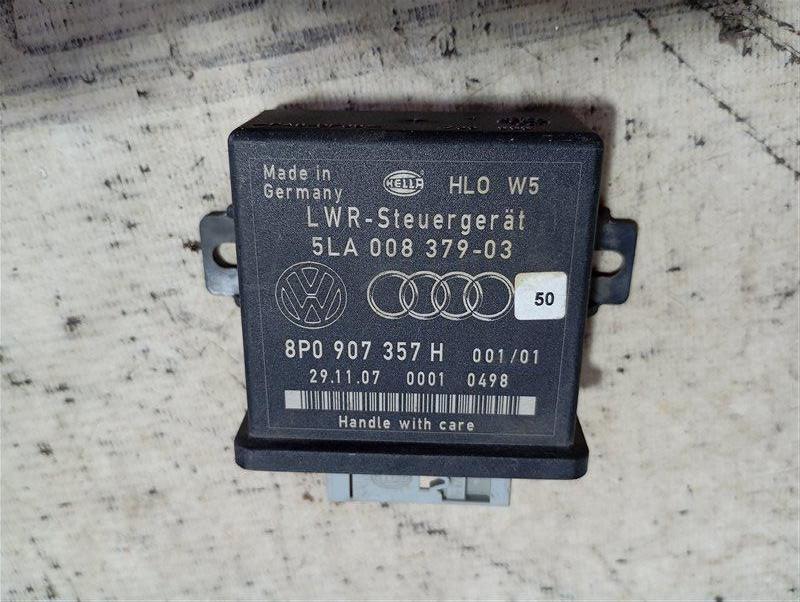 Made in HELLA HLO W5
Germany
LWR-Steuergerät
5LA 008 379-03
50
8P0 907 357 H 001/01
29.11.07 0001 0498
Handle with care